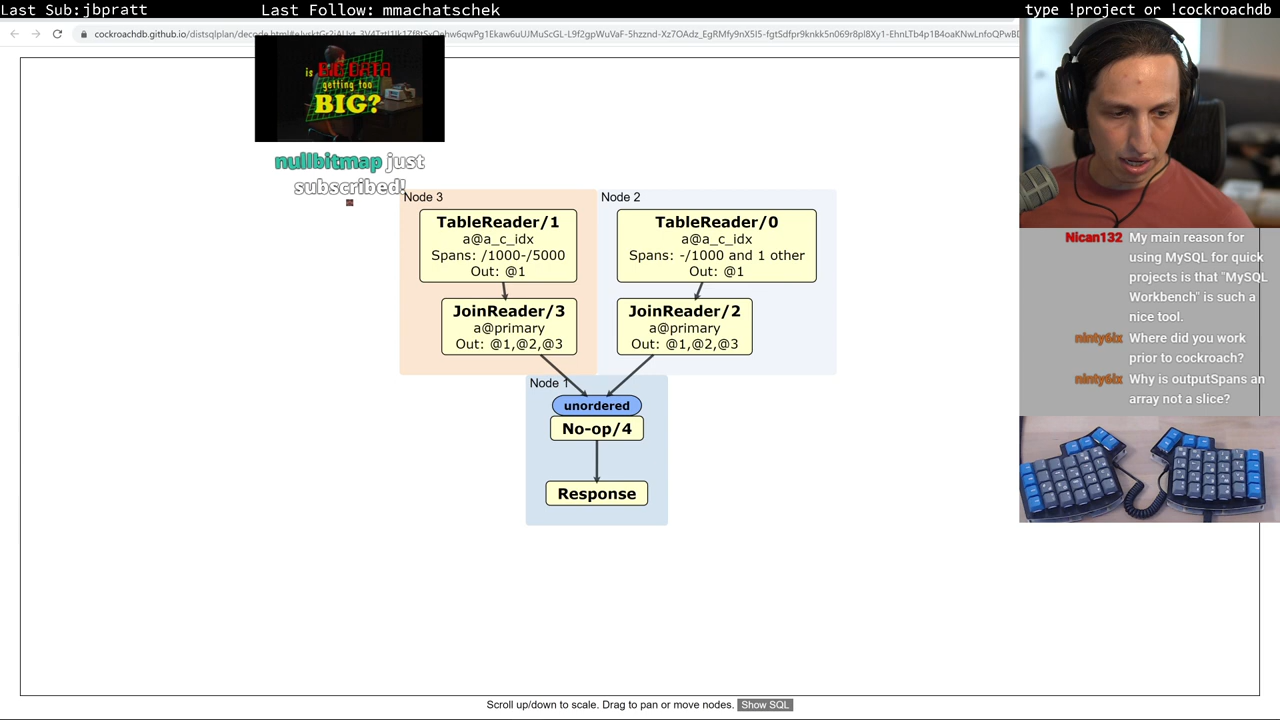 Last Sub:jbpratt
Last Follow: mmachatschek
type !project or !cockroachdb
is BIG DATA
getting too
BIG?
nullbitmap just
subscribed!
Node 3
TableReader/1
a@a_c_idx
Spans: /1000-/5000
Out: @1
JoinReader/3
a@primary
Out: @1,@2,@3
Node 2
TableReader/0
a@a_c_idx
Spans: -/1000 and 1 other
Out: @1
JoinReader/2
a@primary
Out: @1,@2,@3
Node 1
unordered
No-op/4
Response
Scroll up/down to scale. Drag to pan or move nodes. Show SQL
Nican132 My main reason for
using MySQL for quick
projects is that "MySQL
Workbench" is such a
nice tool.
ninty6ix Where did you work
prior to cockroach?
ninty6ix Why is outputSpans an
array not a slice?